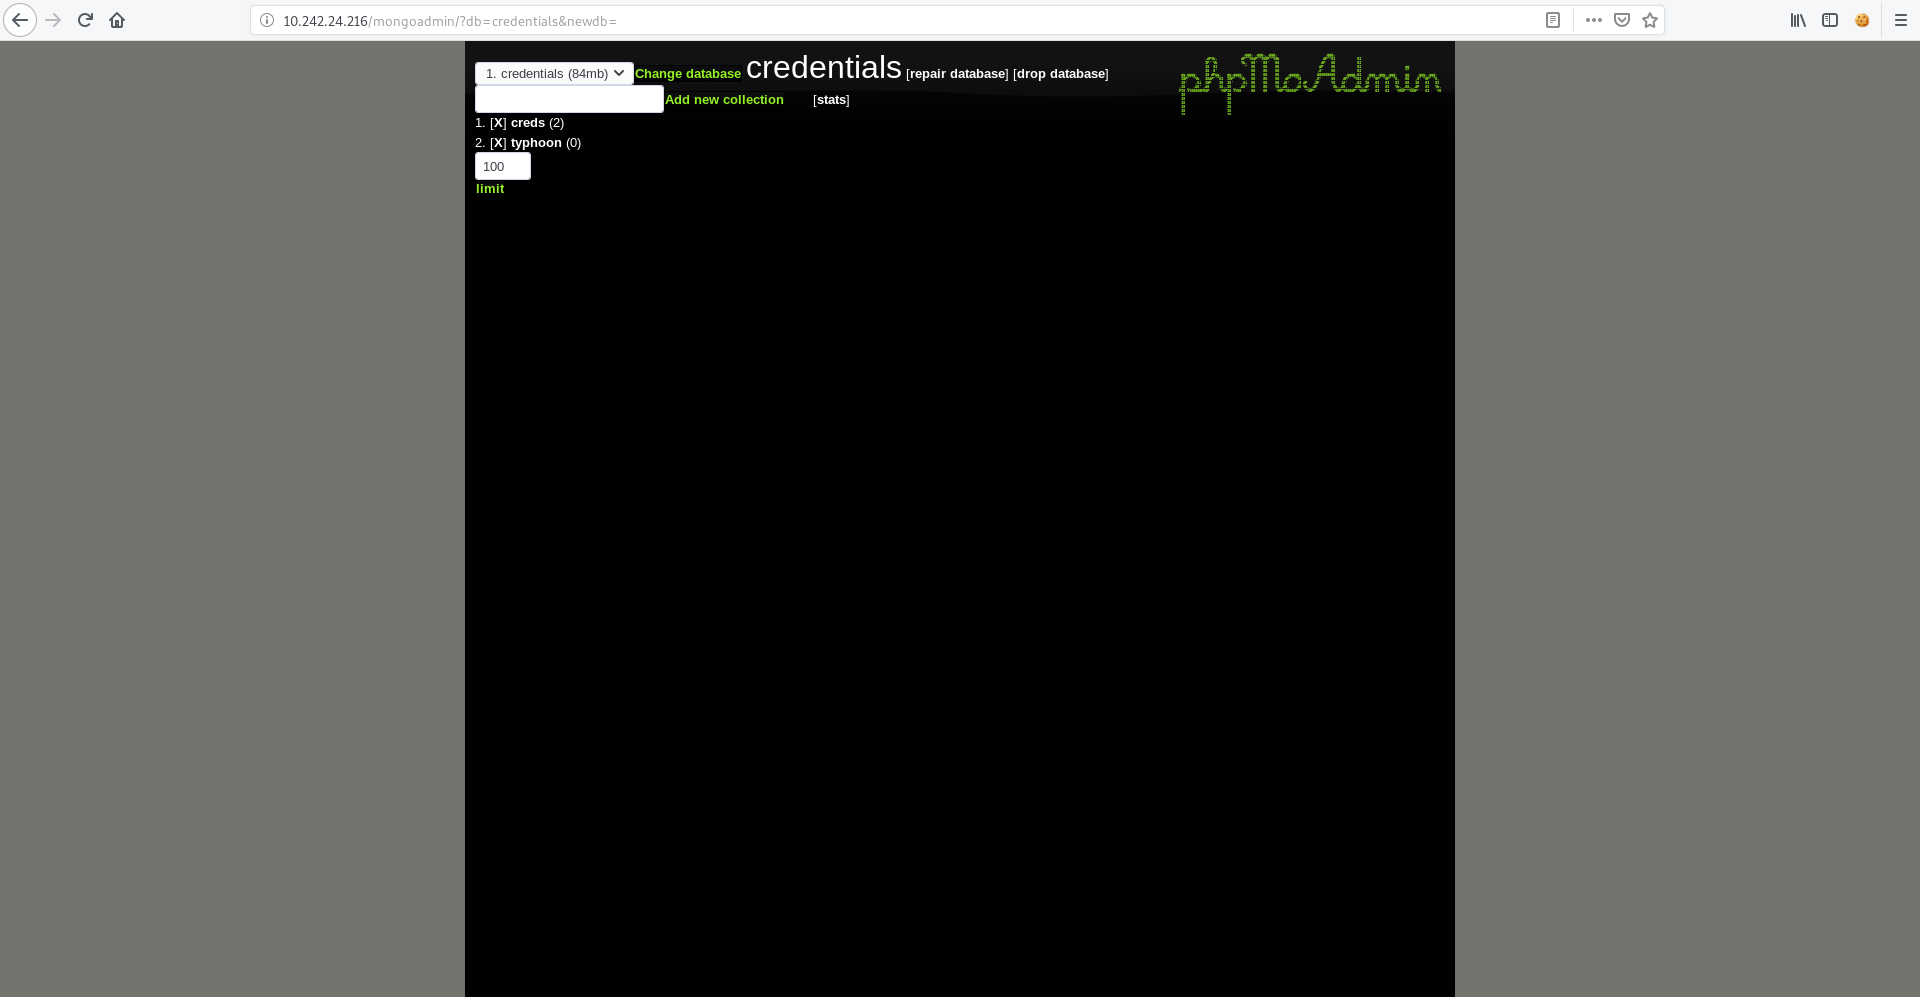 10.242.24.216/mongoadmin/?db=credentials&newdb=
1. credentials (84mb) Change database credentials [repair database] [drop database]
phpMoAdmin
Add new collection [stats]
1. [X] creds (2)
2. [X] typhoon (0)
100
limit